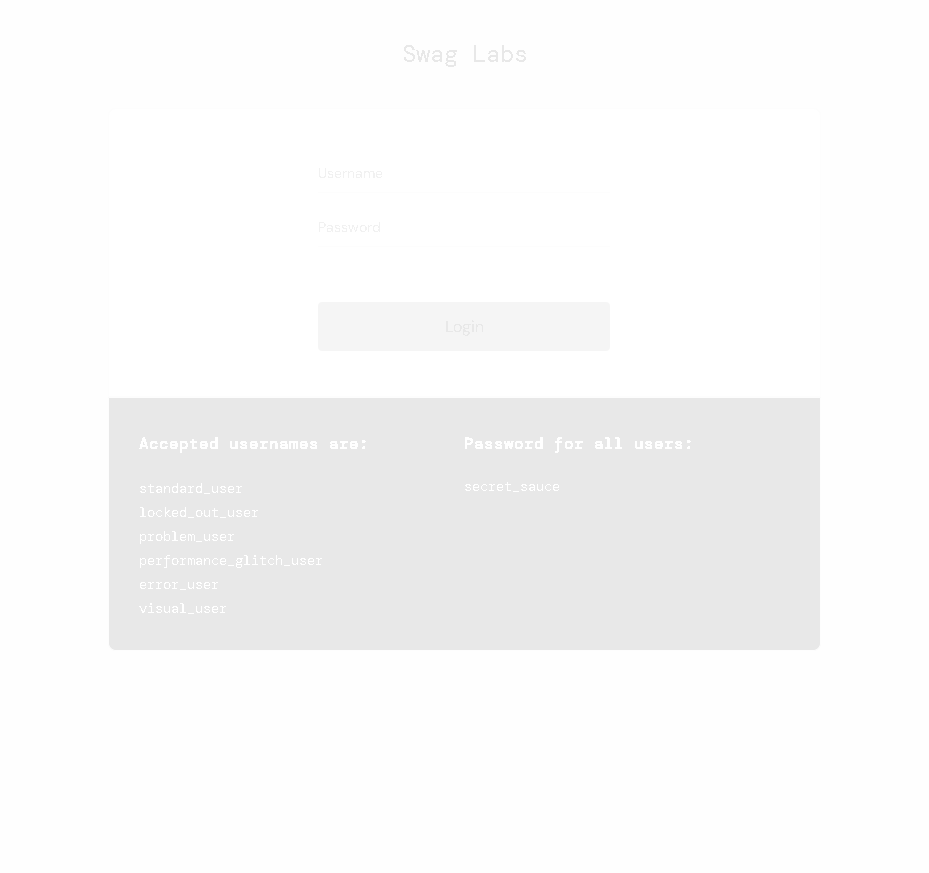 Swag Labs
Username
Password
Login
Accepted usernames are:
standard_user
locked_out_user
problem_user
performance_glitch_user
error_user
visual_user
Password for all users:
secret_sauce